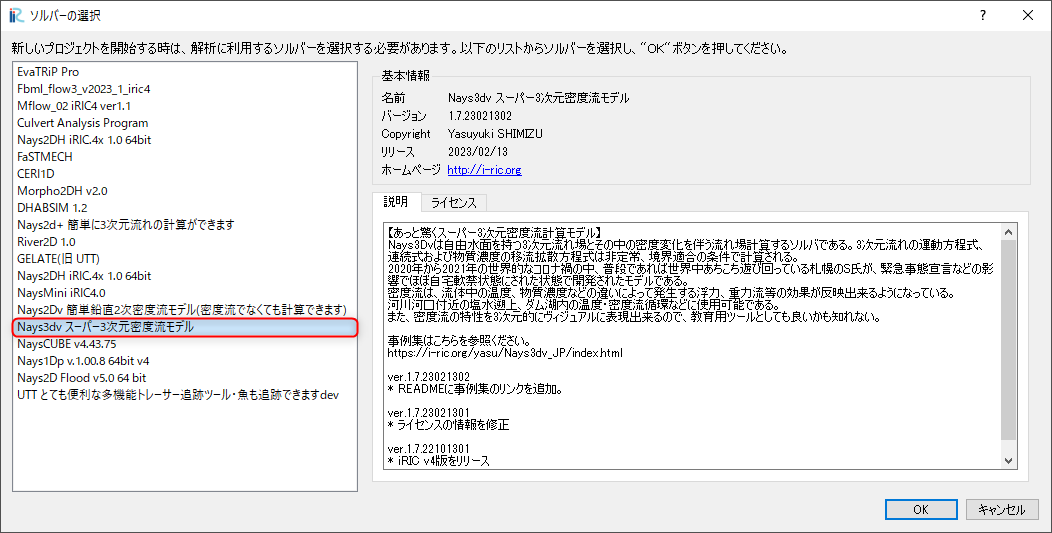 ソルバーの選択
新しいプロジェクトを開始する時は、解析に利用するソルバーを選択する必要があります。以下のリストからソルバーを選択し、"OK"ボタンを押してください。
EvaTRiP Pro
Fbml_flow3_v2023_1_iric4
Mflow_02 iRIC4 ver1.1
Culvert Analysis Program
Nays2DH iRIC.4x 1.0 64bit
FaSTMECH
CERI1D
Morpho2DH v2.0
DHABSIM 1.2
Nays2d+ 簡単に3次元流れの計算ができます
River2D 1.0
GELATE(旧 UTT)
Nays2DH iRIC.4x 1.0 64bit
NaysMini iRIC4.0
Nays2Dv 簡単鉛直2次密度流モデル(密度流でなくても計算できます)
Nays3dv スーパー3次元密度流モデル
NaysCUBE v4.43.75
Nays1Dp v.1.00.8 64bit v4
Nays2D Flood v5.0 64 bit
UTT とても便利な多機能トレーサー追跡ツール・魚も追跡できますdev
基本情報
名前 Nays3dv スーパー3次元密度流モデル
バージョン 1.7.23021302
Copyright Yasuyuki SHIMIZU
リリース 2023/02/13
ホームページ http://i-ric.org
説明 ライセンス
【あっと驚くスーパー3次元密度流計算モデル】
Nays3Dvは自由水面を持つ3次元流れ場とその中の密度変化を伴う流れ場計算するソルバである。3次元流れの運動方程式、
連続式および物質濃度の移流拡散方程式は非定常、境界適合の条件で計算される。
2020年から2021年の世界的なコロナ禍の中、普段であれば世界中あちこち遊び回っている札幌のS氏が、緊急事態宣言などの影
響でほぼ自宅軟禁状態にされた状態で開発されたモデルである。
密度流は、流体中の温度、物質濃度などの違いによって発生する浮力、重力流等の効果が反映出来るようになっている。
河川河口付近の塩水遡上、ダム湖内の温度・密度流循環などに使用可能である。
また、密度流の特性を3次元的にヴィジュアルに表現出来るので、教育用ツールとしても良いかも知れない。
事例集はこちらを参照ください。
https://i-ric.org/yasu/Nays3dv_JP/index.html
ver.1.7.23021302
* READMEに事例集のリンクを追加。
ver.1.7.23021301
* ライセンスの情報を修正
ver.1.7.22101301
* iRIC v4版をリリース
OK キャンセル